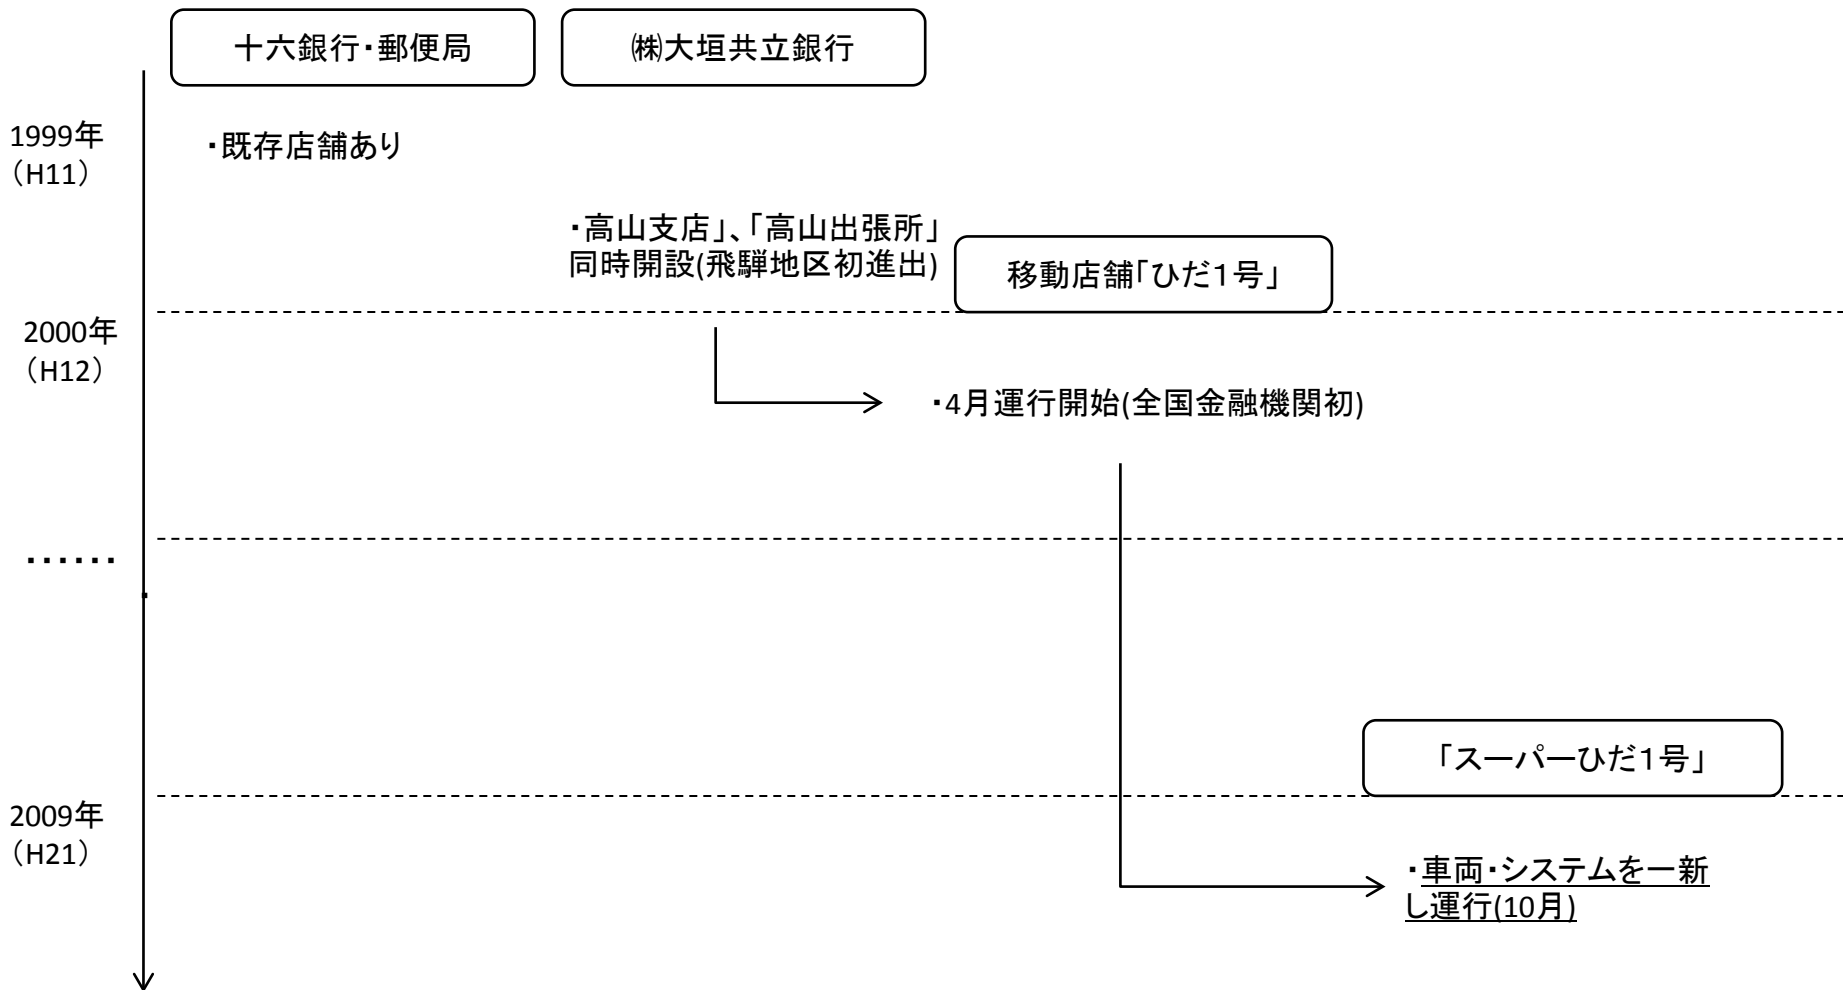 十六銀行・郵便局
㈱大垣共立銀行
1999年
（H11）
・既存店舗あり
・高山支店」、「高山出張所」
同時開設(飛騨地区初進出)
移動店舗「ひだ１号」
2000年
（H12）
・4月運行開始(全国金融機関初)
・・・・・・
・
「スーパーひだ１号」
2009年
（H21）
・車両・システムを一新
し運行(10月)